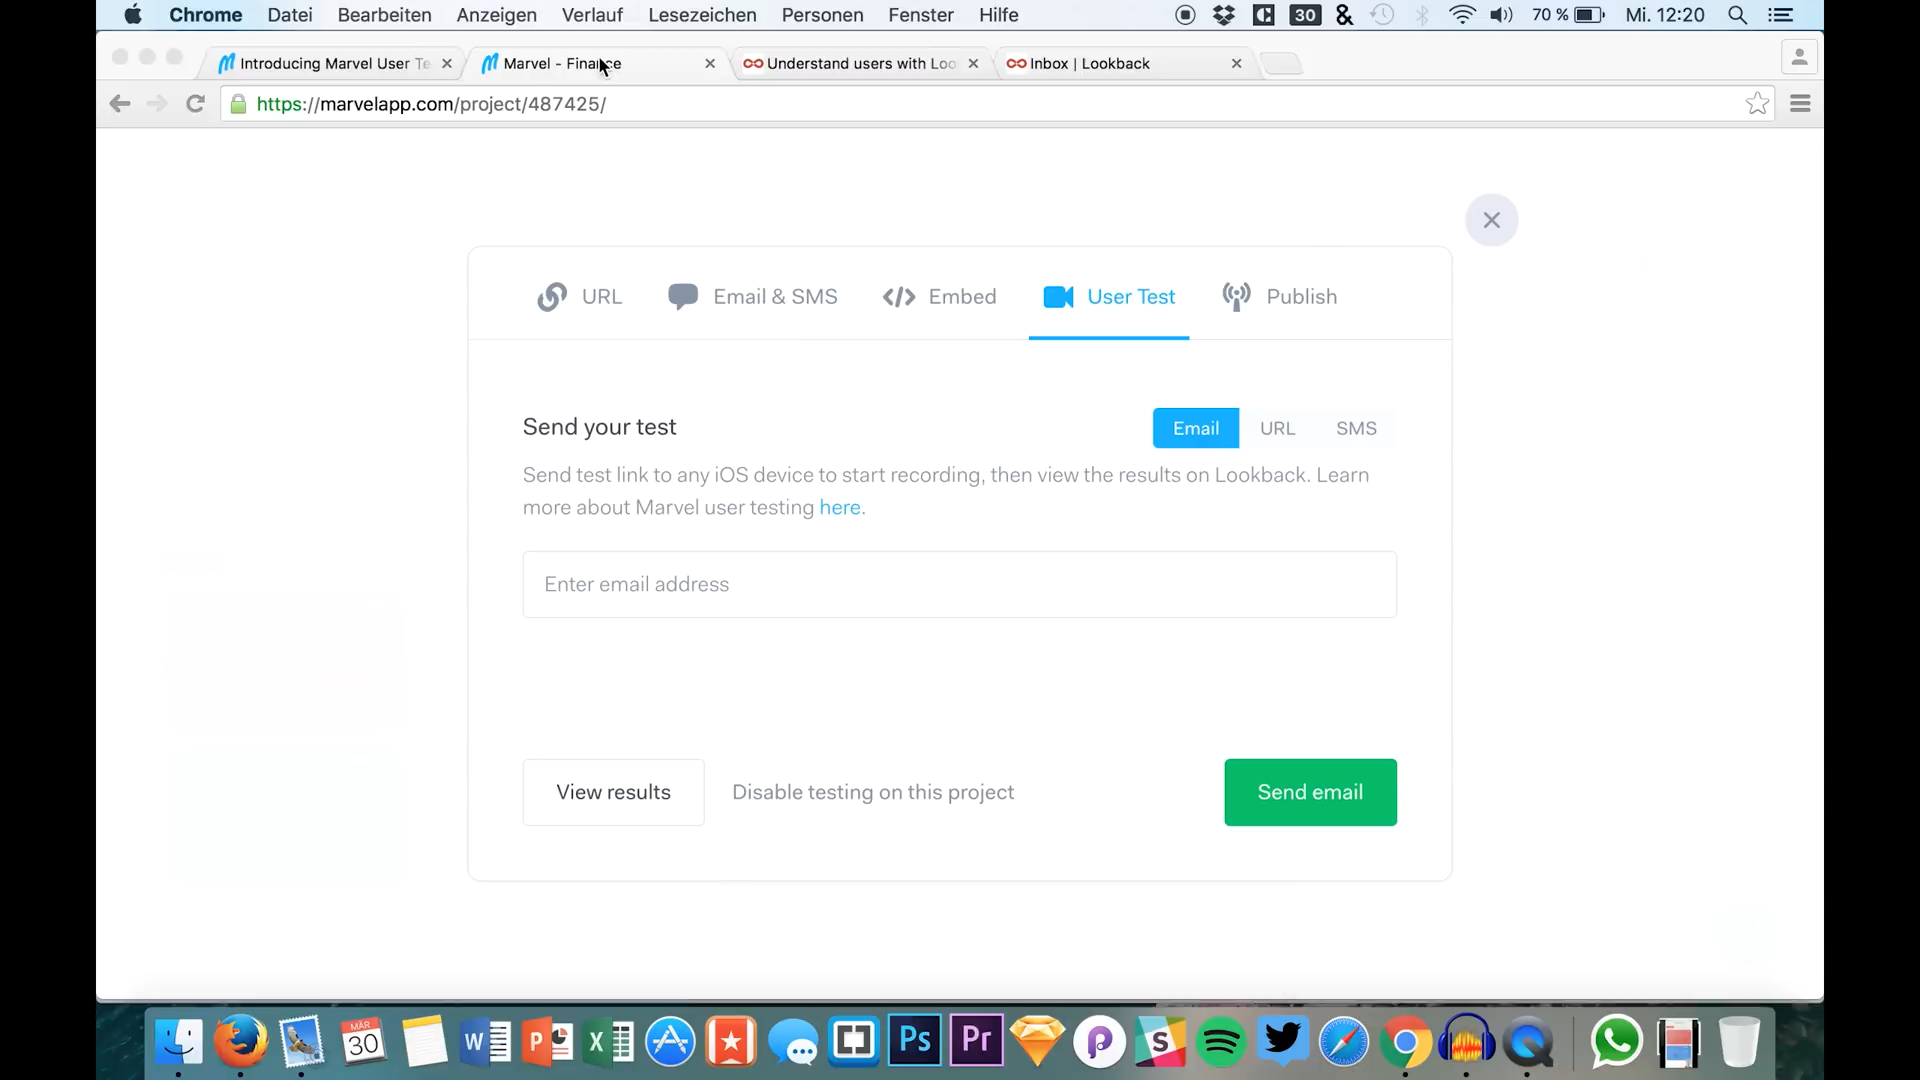 Chrome Datei Bearbeiten Anzeigen Verlauf Lesezeichen Personen Fenster Hilfe 30 & 70 % Mi. 12:20
Introducing Marvel User Te Marvel - Finance Understand users with Loo Inbox | Lookback
https://marvelapp.com/project/487425/
URL Email & SMS Embed User Test Publish
Send your test Email URL SMS
Send test link to any iOS device to start recording, then view the results on Lookback. Learn
more about Marvel user testing here.
Enter email address
View results Disable testing on this project Send email
MÄR
30 W P X Ps Pr